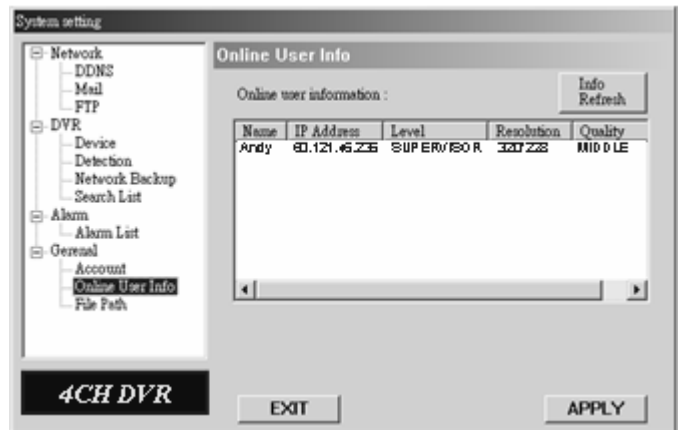 System setting
Network
DDNS
Mail
FTP
DVR
Device
Detection
Network Backup
Search List
Alarm
Alarm List
Gerenal
Account
Online User Info
File Path
4CH DVR
Online User Info
Online user information :
Info
Refresh
Name IP Address Level Resolution Quality
Andy SUPERVISOR MIDDLE
EXIT
APPLY